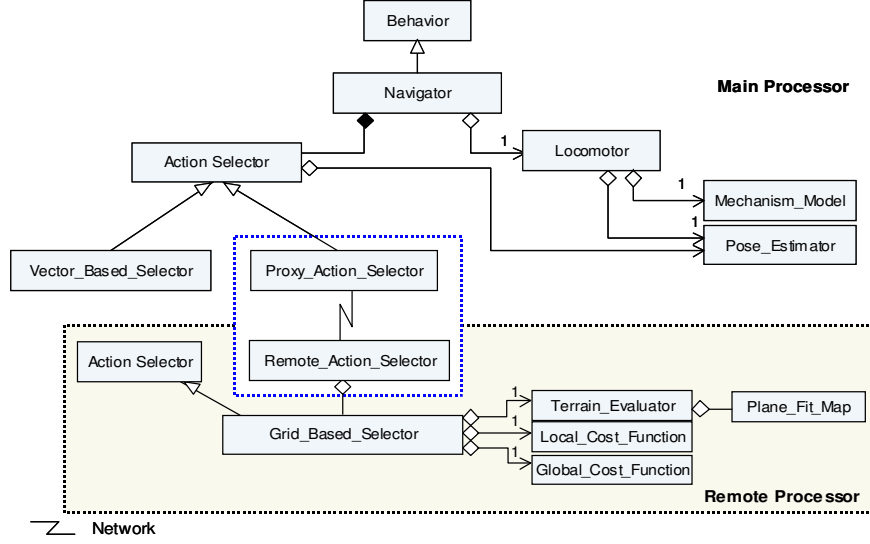 Behavior
Navigator
Main Processor
1
Locomotor
Action Selector
1
Mechanism_Model
1
Pose_Estimator
Vector_Based_Selector
Proxy_Action_Selector
Action Selector
Remote_Action_Selector
1
Terrain_Evaluator
Plane_Fit_Map
Grid_Based_Selector
1
Local_Cost_Function
1
Global_Cost_Function
Remote Processor
Network